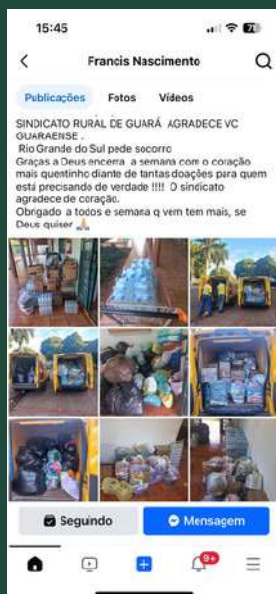 15:45
Francis Nascimento
Publicações Fotos Vídeos
SINDICATO RURAL DE GUARÁ AGRADECE VC
GUARAENSE .
Rio Grande do Sul pede socorro
Graças a Deus encerra a semana com o coração
mais quentinho diante de tantas doações para quem
está precisando de verdade !!!! O sindicato
agradece de coração.
Obrigado a todos e semana q vem tem mais, se
Deus quiser 🙏
Seguindo
Mensagem
9+